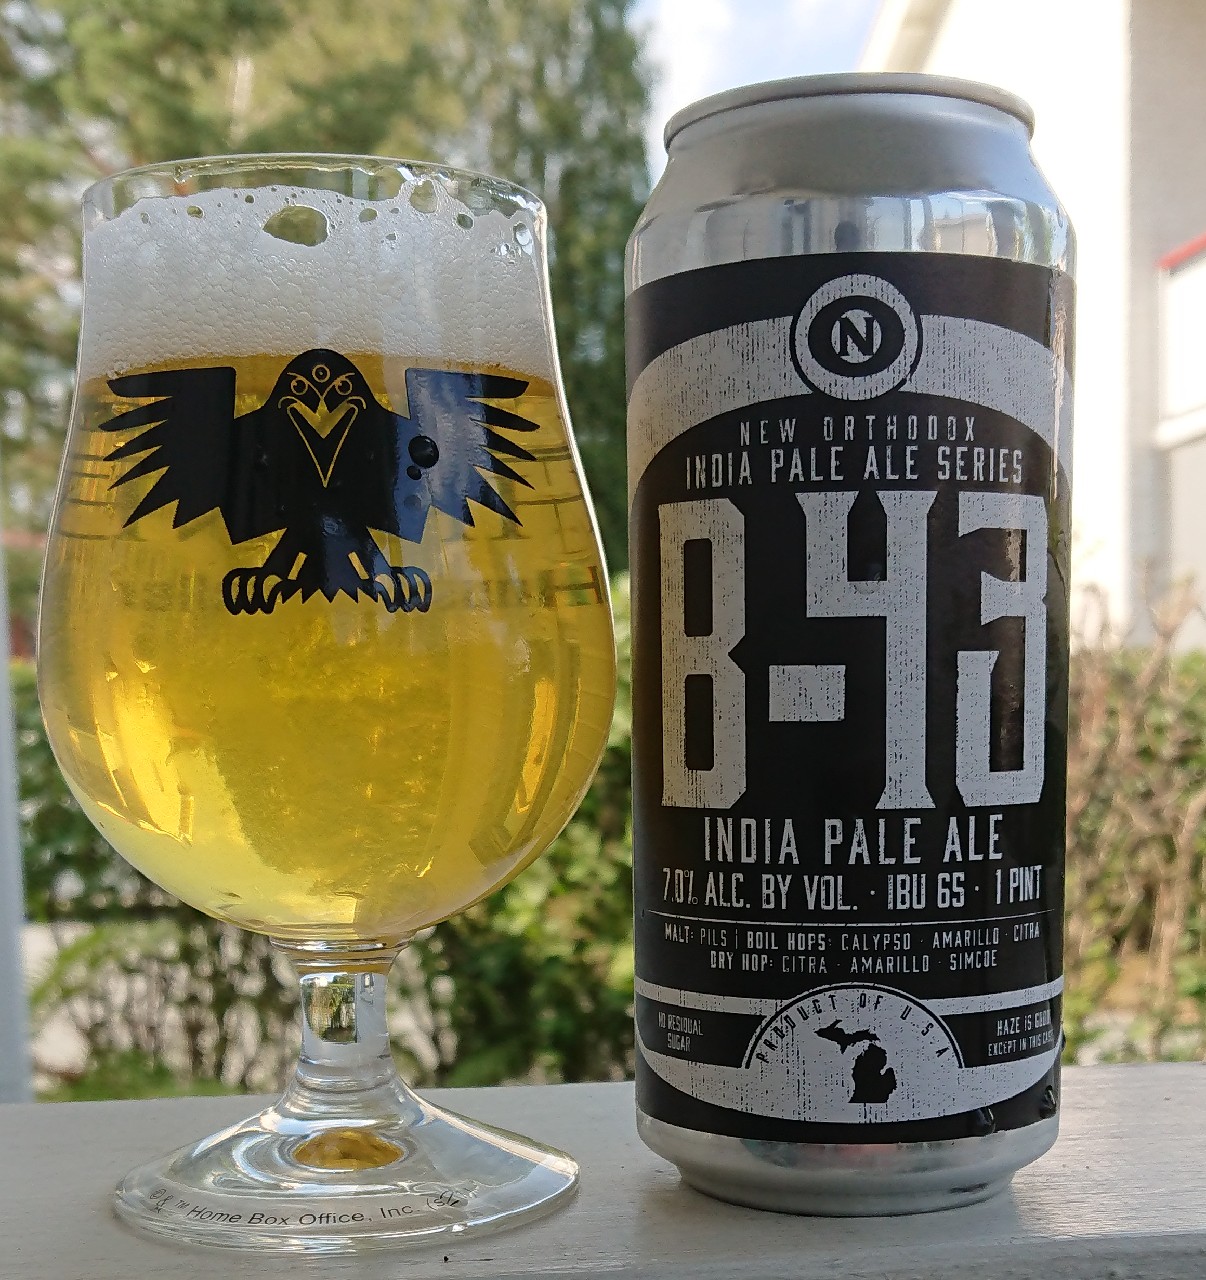 N
NEW ORTHODOX
INDIA PALE ALE SERIES
B-43
INDIA PALE ALE
7.0% ALC. BY VOL. · IBU 65 · 1 PINT
MALT: PILS | BOIL HOPS: CALYPSO · AMARILLO · CITRA
DRY HOP: CITRA · AMARILLO · SIMCOE
PRODUCT OF USA
NO RESIDUAL
SUGAR
HAZE IS GOOD
EXCEPT IN THIS CASE
© & ™ Home Box Office, Inc.